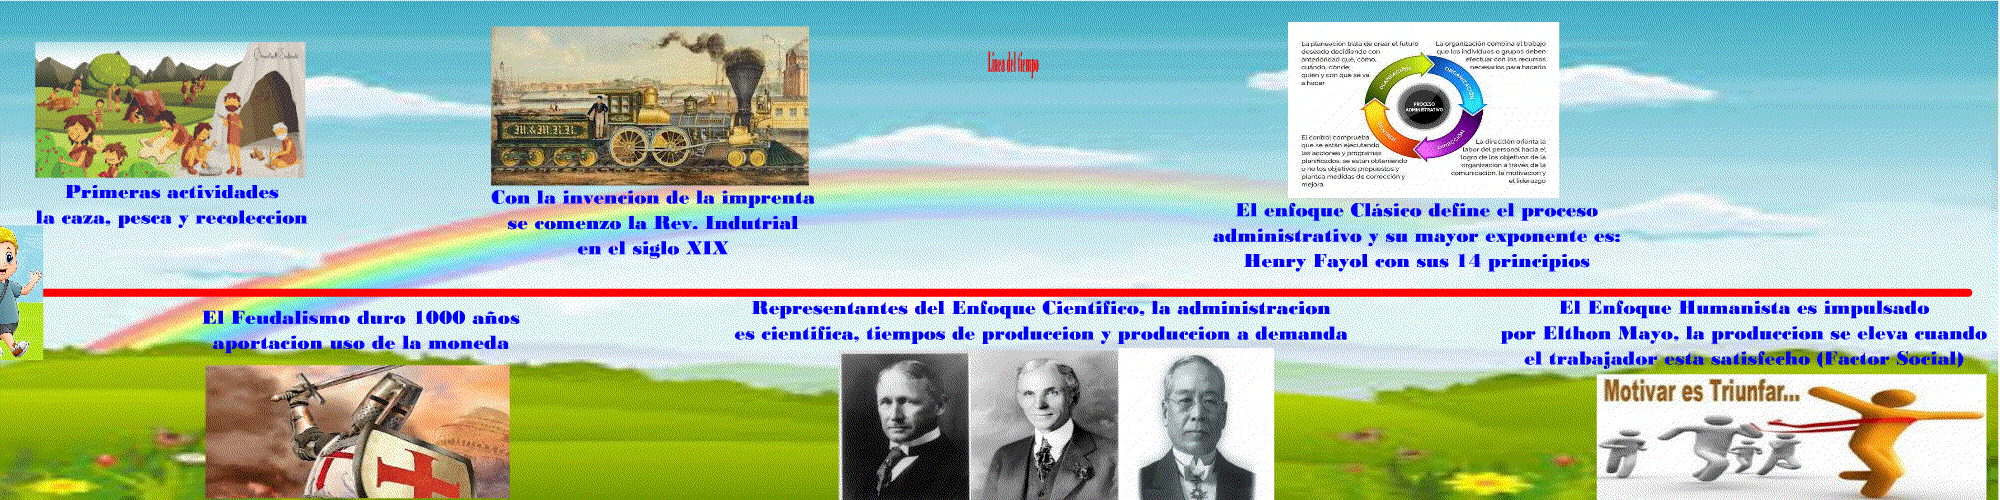 Linea del tiempo
Primeras actividades
la caza, pesca y recoleccion
M.&M.R.R.
Con la invencion de la imprenta
se comenzo la Rev. Indutrial
en el siglo XIX
La planeación trata de crear el futuro
deseado decidiendo con
anterioridad qué, cómo,
cuándo, dónde,
quién y con qué se va
a hacer
La organización combina el trabajo
que los individuos o grupos deben
efectuar con los recursos
necesarios para hacerlo
PLANEACIÓN
ORGANIZACIÓN
PROCESO
ADMINISTRATIVO
CONTROL
DIRECCIÓN
El control comprueba
que se están ejecutando
las acciones y programas
planificados; se están obteniendo
o no los objetivos propuestos y
plantea medidas de corrección y
mejora
La dirección orienta la
labor del personal hacia el
logro de los objetivos de la
organización a través de la
comunicación, la motivación y
el liderazgo
El enfoque Clásico define el proceso
administrativo y su mayor exponente es:
Henry Fayol con sus 14 principios
El Feudalismo duro 1000 años
aportacion uso de la moneda
Representantes del Enfoque Cientifico, la administracion
es cientifica, tiempos de produccion y produccion a demanda
El Enfoque Humanista es impulsado
por Elthon Mayo, la produccion se eleva cuando
el trabajador esta satisfecho (Factor Social)
Motivar es Triunfar...